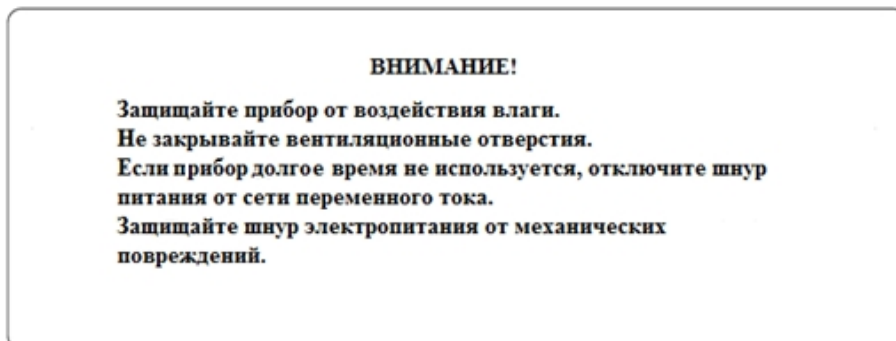 ВНИМАНИЕ!
Защищайте прибор от воздействия влаги.
Не закрывайте вентиляционные отверстия.
Если прибор долгое время не используется, отключите шнур
питания от сети переменного тока.
Защищайте шнур электропитания от механических
повреждений.